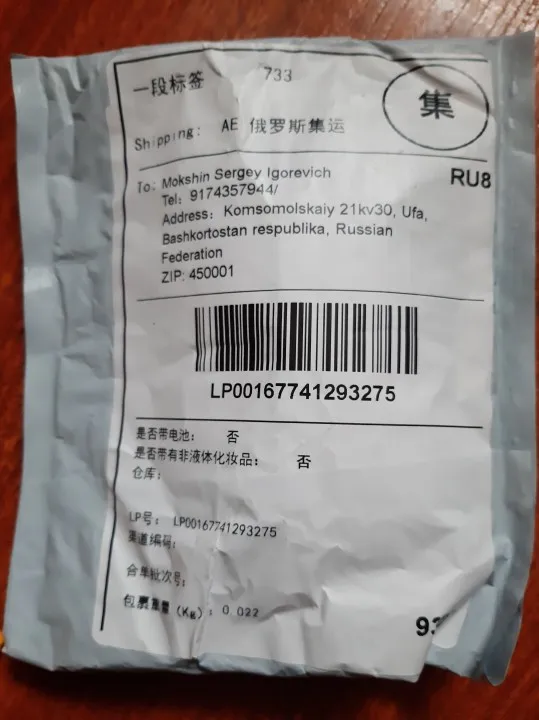 一段标签 733
集
Shipping: AE 俄罗斯集运
To: Mokshin Sergey Igorevich RU8
Tel: 9174357944/
Address: Komsomolskaiy 21kv30, Ufa,
Bashkortostan respublika, Russian
Federation
ZIP: 450001
LP00167741293275
是否带电池: 否
是否带有非液体化妆品: 否
仓库:
LP号: LP00167741293275
渠道编码:
合单批次号:
包裹重量 (Kg): 0.022